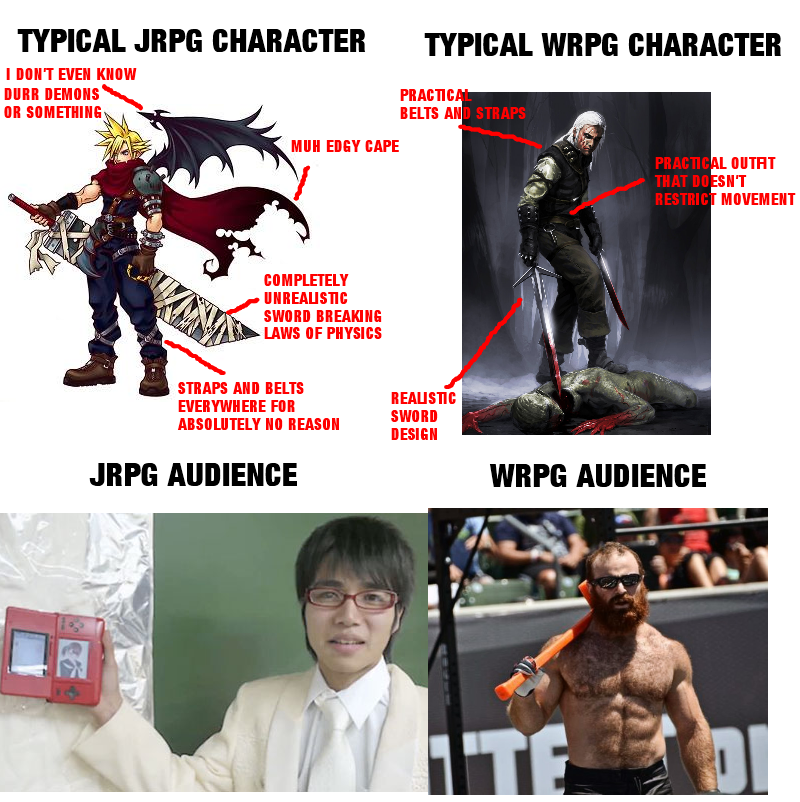 TYPICAL JRPG CHARACTER
TYPICAL WRPG CHARACTER
I DON'T EVEN KNOW
DURR DEMONS
OR SOMETHING
MUH EDGY CAPE
COMPLETELY
UNREALISTIC
SWORD BREAKING
LAWS OF PHYSICS
STRAPS AND BELTS
EVERYWHERE FOR
ABSOLUTELY NO REASON
PRACTICAL
BELTS AND STRAPS
PRACTICAL OUTFIT
THAT DOESN'T
RESTRICT MOVEMENT
REALISTIC
SWORD
DESIGN
JRPG AUDIENCE
WRPG AUDIENCE